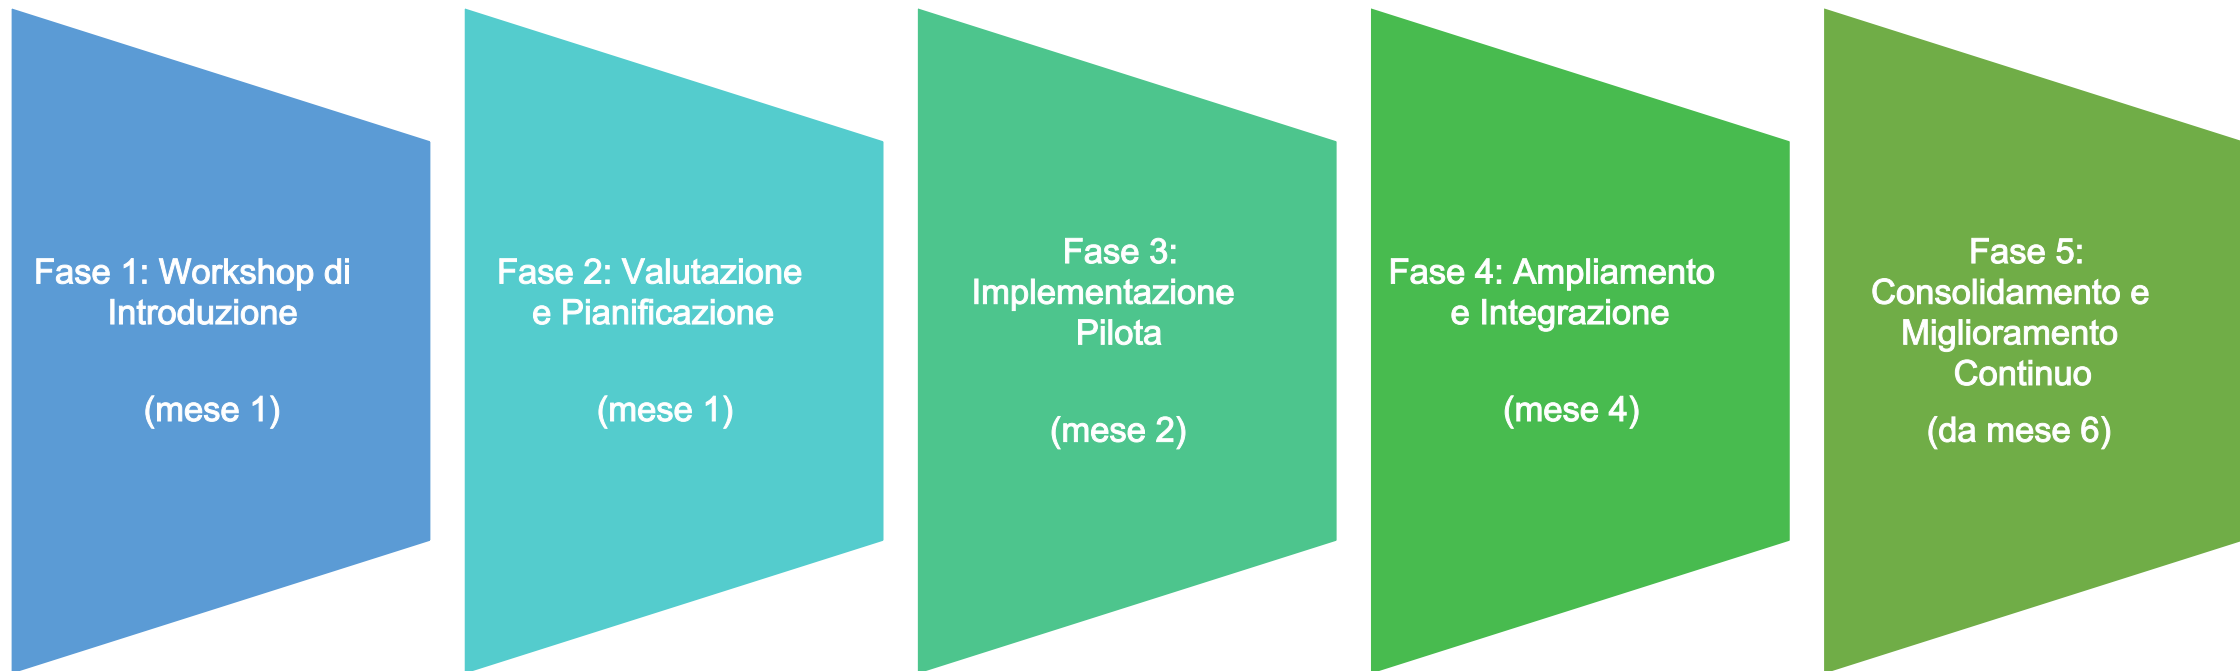 Fase 1: Workshop di
Introduzione
(mese 1)
Fase 2: Valutazione
e Pianificazione
(mese 1)
Fase 3:
Implementazione
Pilota
(mese 2)
Fase 4: Ampliamento
e Integrazione
(mese 4)
Fase 5:
Consolidamento e
Miglioramento
Continuo
(da mese 6)